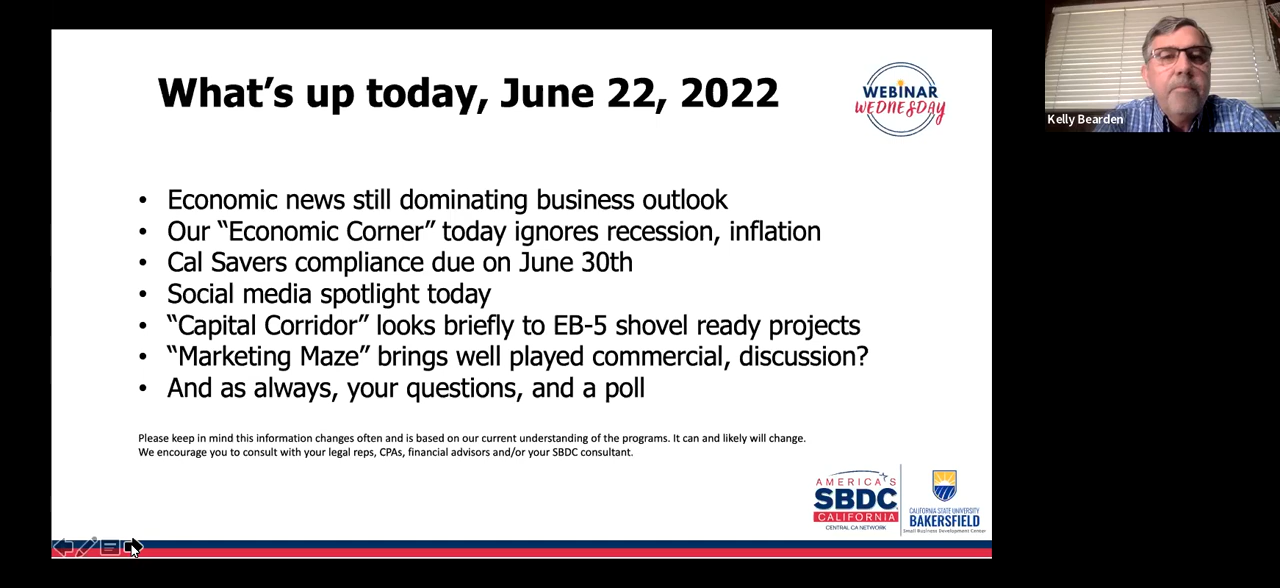 What’s up today, June 22, 2022
WEBINAR
WEDNESDAY
Kelly Bearden
• Economic news still dominating business outlook
• Our “Economic Corner” today ignores recession, inflation
• Cal Savers compliance due on June 30th
• Social media spotlight today
• “Capital Corridor” looks briefly to EB-5 shovel ready projects
• “Marketing Maze” brings well played commercial, discussion?
• And as always, your questions, and a poll
Please keep in mind this information changes often and is based on our current understanding of the programs. It can and likely will change.
We encourage you to consult with your legal reps, CPAs, financial advisors and/or your SBDC consultant.
AMERICA'S
SBDC
CALIFORNIA
CENTRAL CA NETWORK
CALIFORNIA STATE UNIVERSITY
BAKERSFIELD
Small Business Development Center